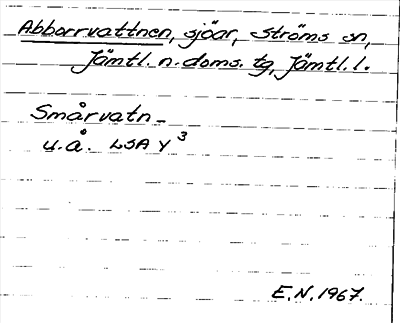 Abborrvattnen, sjöar, Ströms sn,
Jämtl. n. doms. tg, Jämtl. l.
Smårvatn -
u. å. LSA Y 3
E. N. 1967.